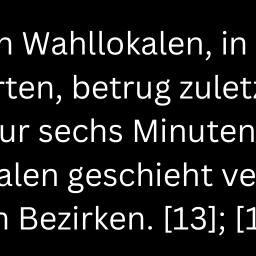 n Wahllokalen, in
rten, betrug zuletz
ur sechs Minuten
alen geschieht ve
n Bezirken. [13]; [1